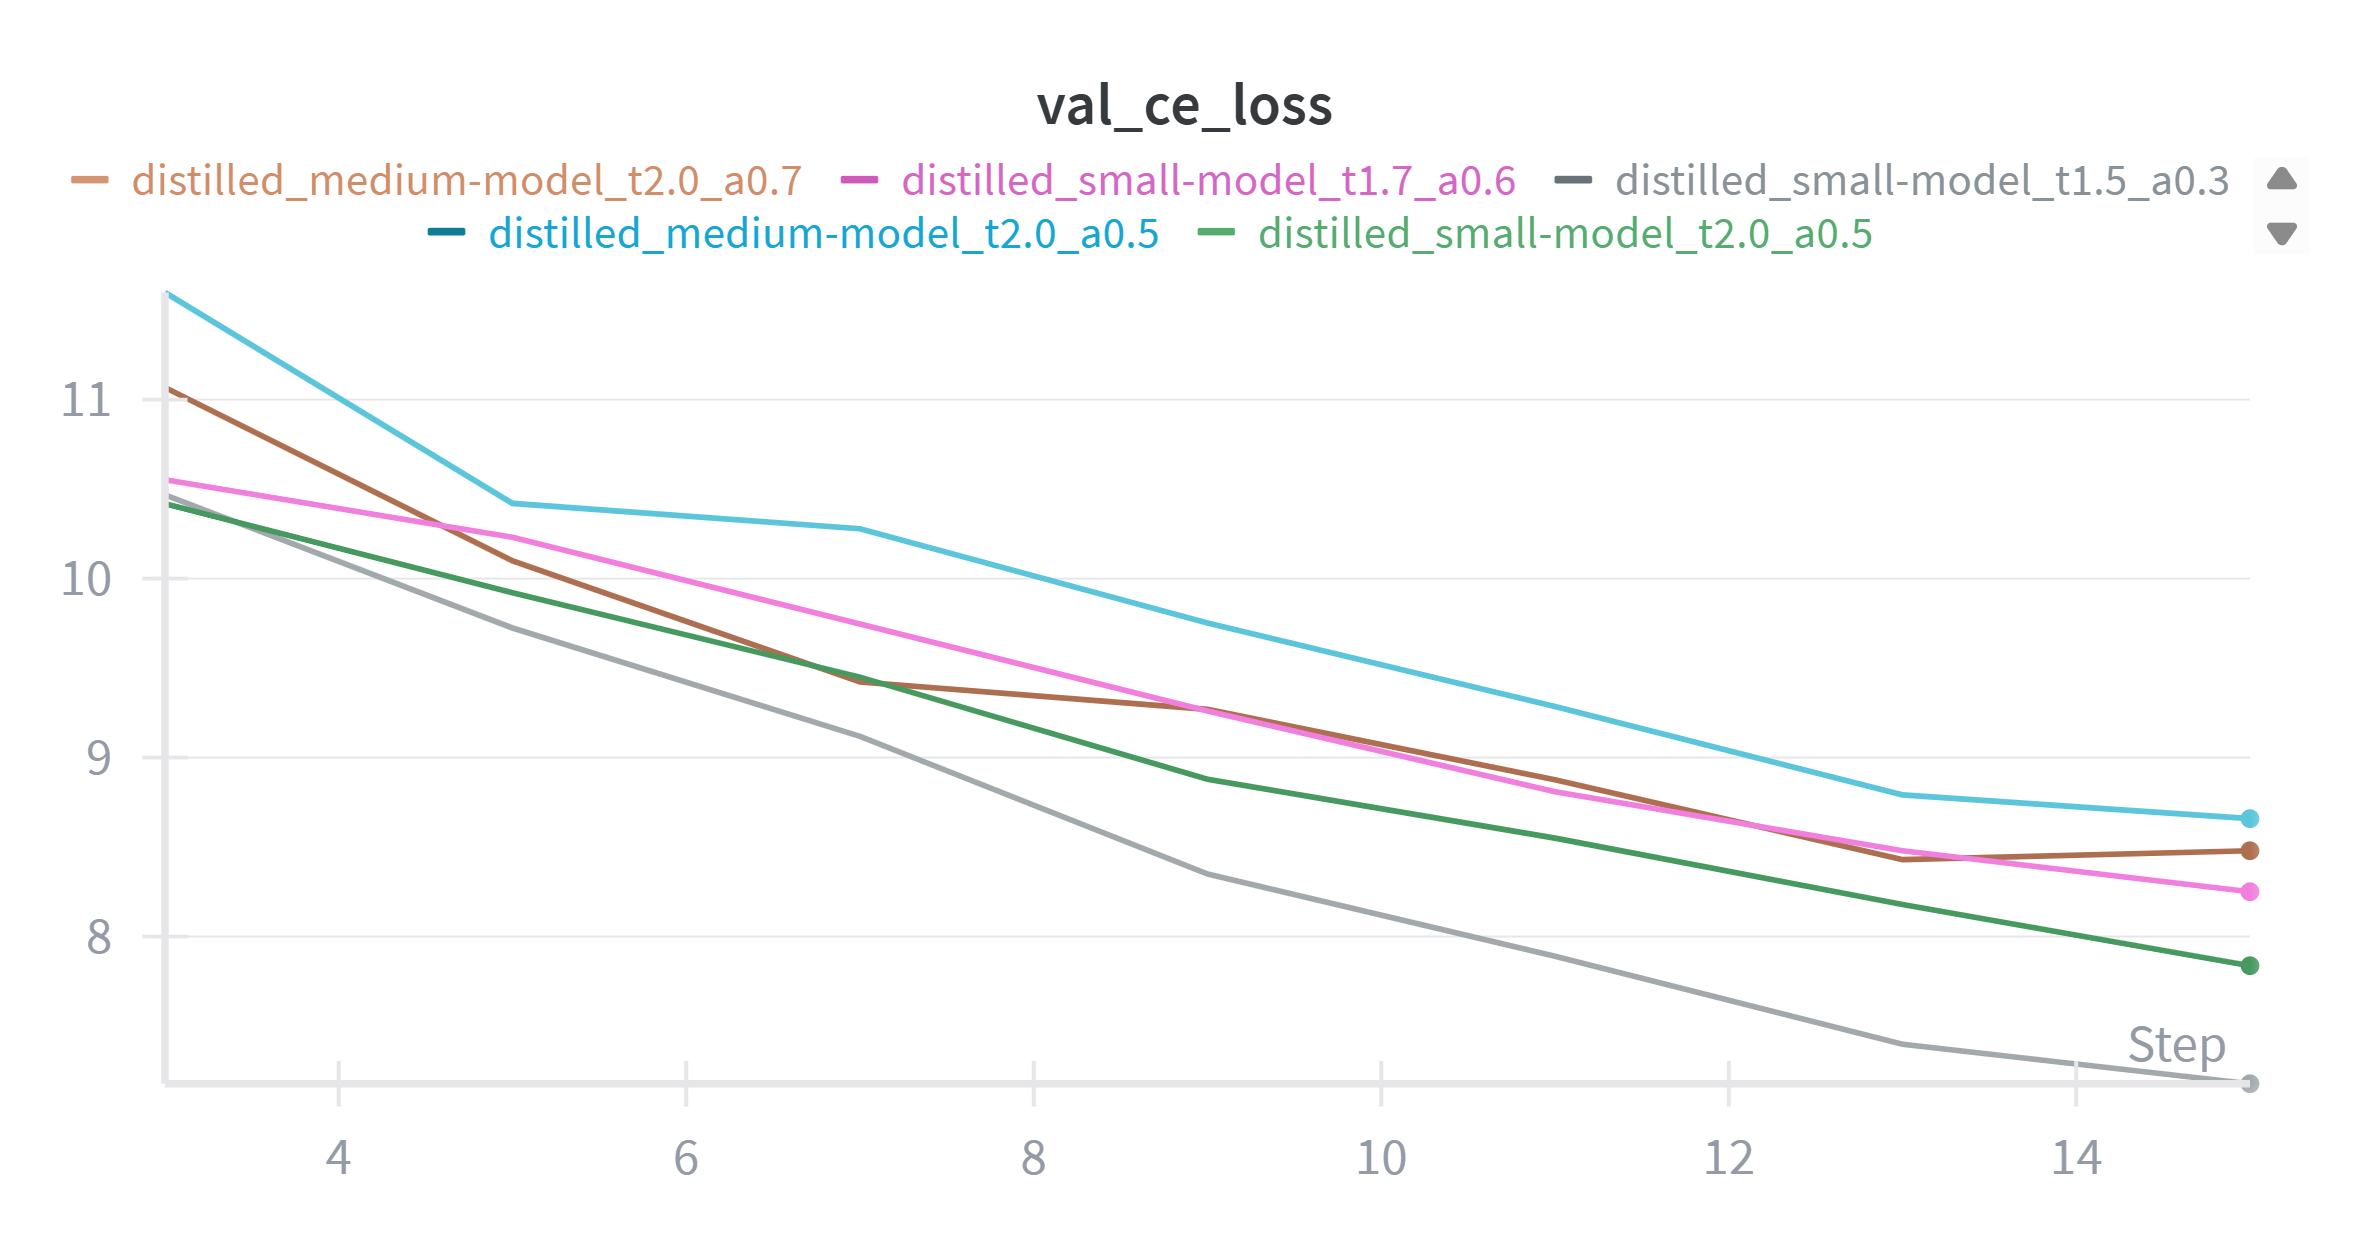 val_ce_loss
distilled_medium-model_t2.0_a0.7 distilled_small-model_t1.7_a0.6 distilled_small-model_t1.5_a0.3
distilled_medium-model_t2.0_a0.5 distilled_small-model_t2.0_a0.5
11
10
9
8
Step
4 6 8 10 12 14